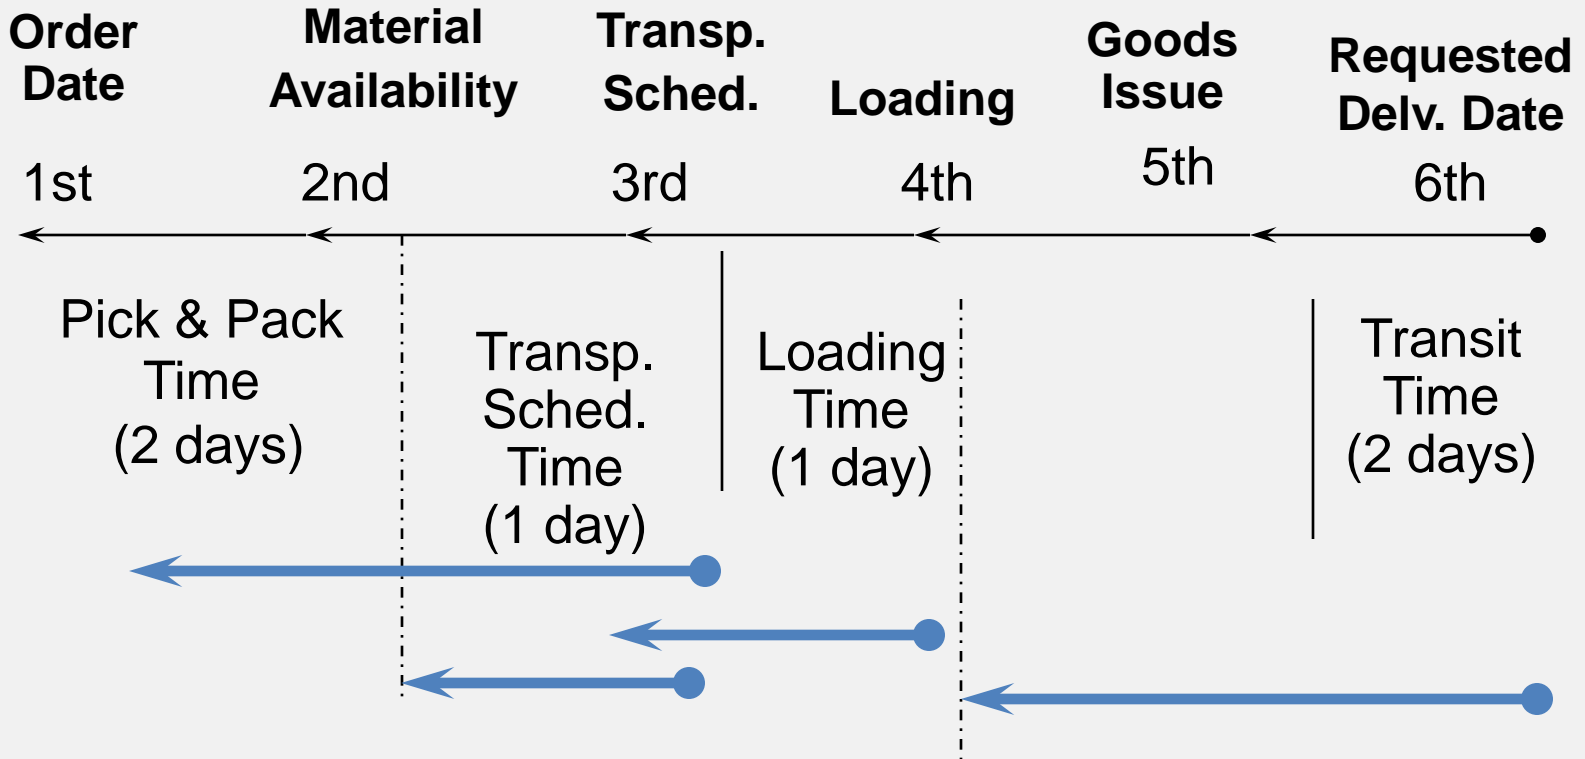 Order
Date
Material
Availability
Transp.
Sched.
Loading
Goods
Issue
Requested
Delv. Date
1st
2nd
3rd
4th
5th
6th
Pick & Pack
Time
(2 days)
Transp.
Sched.
Time
(1 day)
Loading
Time
(1 day)
Transit
Time
(2 days)